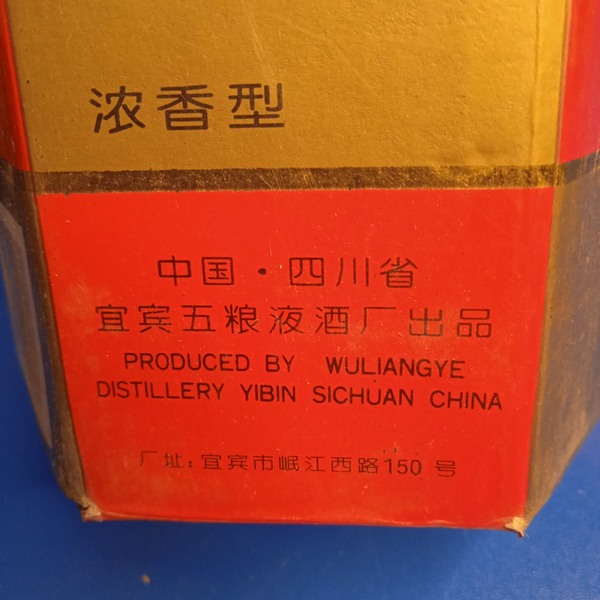 浓香型
中国·四川省
宜宾五粮液酒厂出品
PRODUCED BY WULIANGYE
DISTILLERY YIBIN SICHUAN CHINA
厂址:宜宾市岷江西路150号